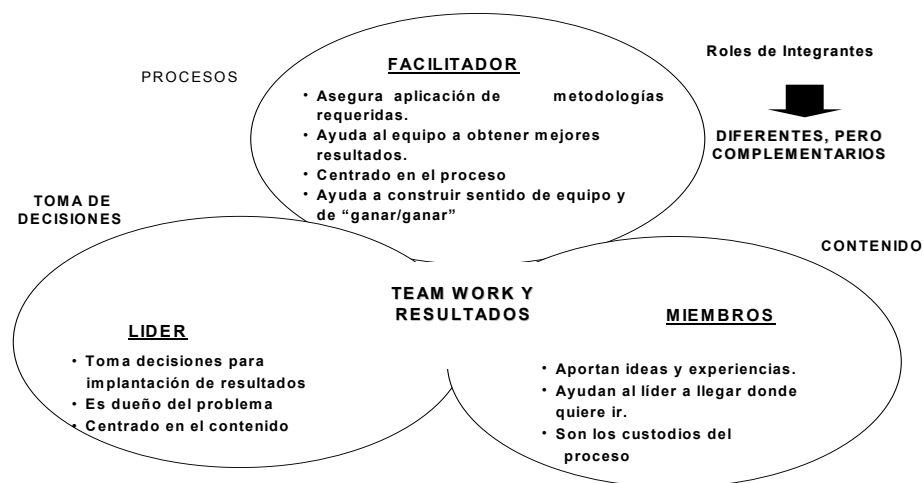 Roles de Integrantes
DIFERENTES, PERO
COMPLEMENTARIOS
PROCESOS
FACILITADOR
• Asegura aplicación de metodologías
requeridas.
• Ayuda al equipo a obtener mejores
resultados.
• Centrado en el proceso
• Ayuda a construir sentido de equipo y
de “ganar/ganar”
TOMA DE
DECISIONES
CONTENIDO
TEAM WORK Y
RESULTADOS
LIDER
• Toma decisiones para
implantación de resultados
• Es dueño del problema
• Centrado en el contenido
MIEMBROS
• Aportan ideas y experiencias.
• Ayudan al líder a llegar donde
quiere ir.
• Son los custodios del
proceso